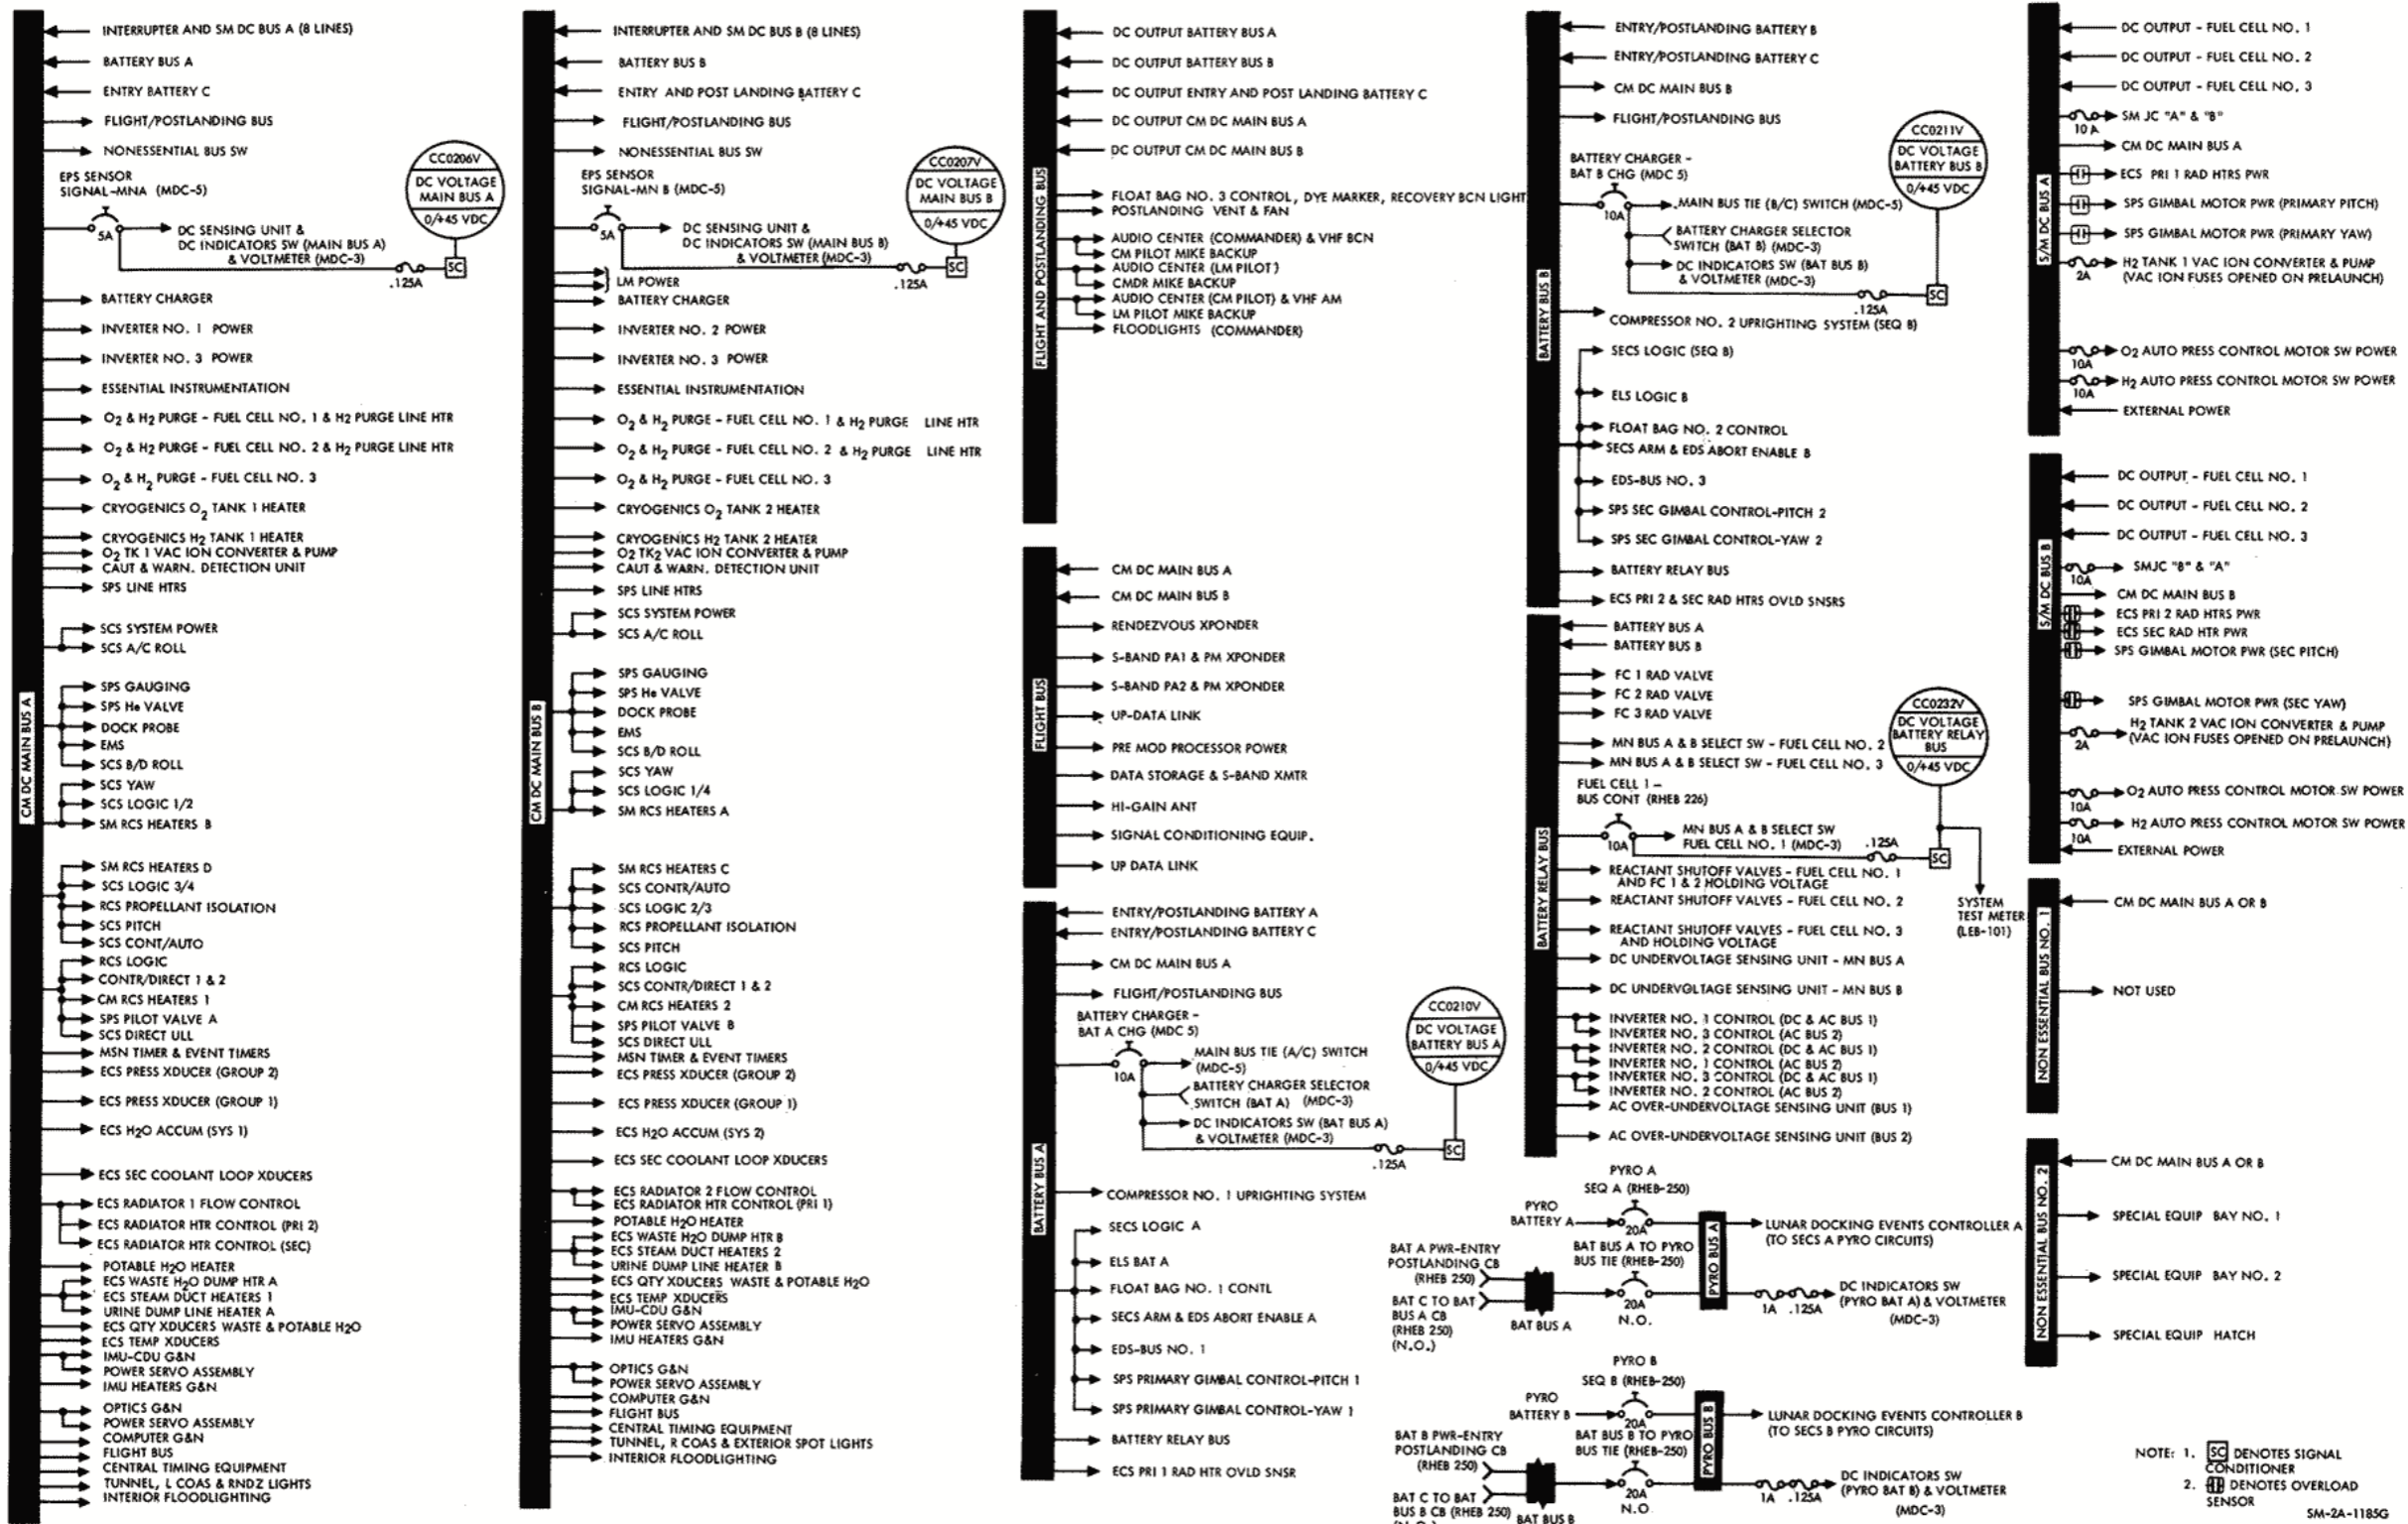 CM DC MAIN BUS A
INTERRUPTER AND SM DC BUS A (8 LINES)
BATTERY BUS A
ENTRY BATTERY C
FLIGHT/POSTLANDING BUS
NONESSENTIAL BUS SW
EPS SENSOR
SIGNAL-MNA (MDC-5)
5A
DC SENSING UNIT &
DC INDICATORS SW (MAIN BUS A)
& VOLTMETER (MDC-3)
.125A
SC
CC0206V
DC VOLTAGE
MAIN BUS A
0/+45 VDC
BATTERY CHARGER
INVERTER NO. 1 POWER
INVERTER NO. 3 POWER
ESSENTIAL INSTRUMENTATION
O2 & H2 PURGE - FUEL CELL NO. 1 & H2 PURGE LINE HTR
O2 & H2 PURGE - FUEL CELL NO. 2 & H2 PURGE LINE HTR
O2 & H2 PURGE - FUEL CELL NO. 3
CRYOGENICS O2 TANK 1 HEATER
CRYOGENICS H2 TANK 1 HEATER
O2 TK 1 VAC ION CONVERTER & PUMP
CAUT & WARN. DETECTION UNIT
SPS LINE HTRS
SCS SYSTEM POWER
SCS A/C ROLL
SPS GAUGING
SPS He VALVE
DOCK PROBE
EMS
SCS B/D ROLL
SCS YAW
SCS LOGIC 1/2
SM RCS HEATERS B
SM RCS HEATERS D
SCS LOGIC 3/4
RCS PROPELLANT ISOLATION
SCS PITCH
SCS CONT/AUTO
RCS LOGIC
CONTR/DIRECT 1 & 2
CM RCS HEATERS 1
SPS PILOT VALVE A
SCS DIRECT ULL
MSN TIMER & EVENT TIMERS
ECS PRESS XDUCER (GROUP 2)
ECS PRESS XDUCER (GROUP 1)
ECS H2O ACCUM (SYS 1)
ECS SEC COOLANT LOOP XDUCERS
ECS RADIATOR 1 FLOW CONTROL
ECS RADIATOR HTR CONTROL (PRI 2)
ECS RADIATOR HTR CONTROL (SEC)
POTABLE H2O HEATER
ECS WASTE H2O DUMP HTR A
ECS STEAM DUCT HEATERS 1
URINE DUMP LINE HEATER A
ECS QTY XDUCERS WASTE & POTABLE H2O
ECS TEMP XDUCERS
IMU-CDU G&N
POWER SERVO ASSEMBLY
IMU HEATERS G&N
OPTICS G&N
POWER SERVO ASSEMBLY
COMPUTER G&N
FLIGHT BUS
CENTRAL TIMING EQUIPMENT
TUNNEL, L COAS & RNDZ LIGHTS
INTERIOR FLOODLIGHTING
CM DC MAIN BUS B
INTERRUPTER AND SM DC BUS B (8 LINES)
BATTERY BUS B
ENTRY AND POST LANDING BATTERY C
FLIGHT/POSTLANDING BUS
NONESSENTIAL BUS SW
EPS SENSOR
SIGNAL-MN B (MDC-5)
5A
DC SENSING UNIT &
DC INDICATORS SW (MAIN BUS B)
& VOLTMETER (MDC-3)
.125A
SC
CC0207V
DC VOLTAGE
MAIN BUS B
0/+45 VDC
LM POWER
BATTERY CHARGER
INVERTER NO. 2 POWER
INVERTER NO. 3 POWER
ESSENTIAL INSTRUMENTATION
O2 & H2 PURGE - FUEL CELL NO. 1 & H2 PURGE LINE HTR
O2 & H2 PURGE - FUEL CELL NO. 2 & H2 PURGE LINE HTR
O2 & H2 PURGE - FUEL CELL NO. 3
CRYOGENICS O2 TANK 2 HEATER
CRYOGENICS H2 TANK 2 HEATER
O2 TK2 VAC ION CONVERTER & PUMP
CAUT & WARN. DETECTION UNIT
SPS LINE HTRS
SCS SYSTEM POWER
SCS A/C ROLL
SPS GAUGING
SPS He VALVE
DOCK PROBE
EMS
SCS B/D ROLL
SCS YAW
SCS LOGIC 1/4
SM RCS HEATERS A
SM RCS HEATERS C
SCS CONTR/AUTO
SCS LOGIC 2/3
RCS PROPELLANT ISOLATION
SCS PITCH
RCS LOGIC
SCS CONTR/DIRECT 1 & 2
CM RCS HEATERS 2
SPS PILOT VALVE B
SCS DIRECT ULL
MSN TIMER & EVENT TIMERS
ECS PRESS XDUCER (GROUP 2)
ECS PRESS XDUCER (GROUP 1)
ECS H2O ACCUM (SYS 2)
ECS SEC COOLANT LOOP XDUCERS
ECS RADIATOR 2 FLOW CONTROL
ECS RADIATOR HTR CONTROL (PRI 1)
POTABLE H2O HEATER
ECS WASTE H2O DUMP HTR B
ECS STEAM DUCT HEATERS 2
URINE DUMP LINE HEATER B
ECS QTY XDUCERS WASTE & POTABLE H2O
ECS TEMP XDUCERS
IMU-CDU G&N
POWER SERVO ASSEMBLY
IMU HEATERS G&N
OPTICS G&N
POWER SERVO ASSEMBLY
COMPUTER G&N
FLIGHT BUS
CENTRAL TIMING EQUIPMENT
TUNNEL, R COAS & EXTERIOR SPOT LIGHTS
INTERIOR FLOODLIGHTING
FLIGHT AND POSTLANDING BUS
DC OUTPUT BATTERY BUS A
DC OUTPUT BATTERY BUS B
DC OUTPUT ENTRY AND POST LANDING BATTERY C
DC OUTPUT CM DC MAIN BUS A
DC OUTPUT CM DC MAIN BUS B
FLOAT BAG NO. 3 CONTROL, DYE MARKER, RECOVERY BCN LIGHT
POSTLANDING VENT & FAN
AUDIO CENTER (COMMANDER) & VHF BCN
CM PILOT MIKE BACKUP
AUDIO CENTER (LM PILOT)
CMDR MIKE BACKUP
AUDIO CENTER (CM PILOT) & VHF AM
LM PILOT MIKE BACKUP
FLOODLIGHTS (COMMANDER)
FLIGHT BUS
CM DC MAIN BUS A
CM DC MAIN BUS B
RENDEZVOUS XPONDER
S-BAND PA1 & PM XPONDER
S-BAND PA2 & PM XPONDER
UP-DATA LINK
PRE MOD PROCESSOR POWER
DATA STORAGE & S-BAND XMTR
HI-GAIN ANT
SIGNAL CONDITIONING EQUIP.
UP DATA LINK
BATTERY BUS A
ENTRY/POSTLANDING BATTERY A
ENTRY/POSTLANDING BATTERY C
CM DC MAIN BUS A
FLIGHT/POSTLANDING BUS
BATTERY CHARGER -
BAT A CHG (MDC 5)
10A
MAIN BUS TIE (A/C) SWITCH
(MDC-5)
BATTERY CHARGER SELECTOR
SWITCH (BAT A) (MDC-3)
DC INDICATORS SW (BAT BUS A)
& VOLTMETER (MDC-3)
.125A
SC
CC0210V
DC VOLTAGE
BATTERY BUS A
0/+45 VDC
COMPRESSOR NO. 1 UPRIGHTING SYSTEM
SECS LOGIC A
ELS BAT A
FLOAT BAG NO. 1 CONTL
SECS ARM & EDS ABORT ENABLE A
EDS-BUS NO. 1
SPS PRIMARY GIMBAL CONTROL-PITCH 1
SPS PRIMARY GIMBAL CONTROL-YAW 1
BATTERY RELAY BUS
ECS PRI 1 RAD HTR OVLD SNSR
BATTERY BUS B
ENTRY/POSTLANDING BATTERY B
ENTRY/POSTLANDING BATTERY C
CM DC MAIN BUS B
FLIGHT/POSTLANDING BUS
BATTERY CHARGER -
BAT B CHG (MDC 5)
10A
MAIN BUS TIE (B/C) SWITCH (MDC-5)
BATTERY CHARGER SELECTOR
SWITCH (BAT B) (MDC-3)
DC INDICATORS SW (BAT BUS B)
& VOLTMETER (MDC-3)
.125A
SC
CC0211V
DC VOLTAGE
BATTERY BUS B
0/+45 VDC
COMPRESSOR NO. 2 UPRIGHTING SYSTEM (SEQ B)
SECS LOGIC (SEQ B)
ELS LOGIC B
FLOAT BAG NO. 2 CONTROL
SECS ARM & EDS ABORT ENABLE B
EDS-BUS NO. 3
SPS SEC GIMBAL CONTROL-PITCH 2
SPS SEC GIMBAL CONTROL-YAW 2
BATTERY RELAY BUS
ECS PRI 2 & SEC RAD HTRS OVLD SNSRS
BATTERY RELAY BUS
BATTERY BUS A
BATTERY BUS B
FC 1 RAD VALVE
FC 2 RAD VALVE
FC 3 RAD VALVE
MN BUS A & B SELECT SW - FUEL CELL NO. 2
MN BUS A & B SELECT SW - FUEL CELL NO. 3
FUEL CELL 1 -
BUS CONT (RHEB 226)
10A
MN BUS A & B SELECT SW
FUEL CELL NO. 1 (MDC-3)
.125A
SC
CC0232V
DC VOLTAGE
BATTERY RELAY
BUS
0/+45 VDC
SYSTEM
TEST METER
(LEB-101)
REACTANT SHUTOFF VALVES - FUEL CELL NO. 1
AND FC 1 & 2 HOLDING VOLTAGE
REACTANT SHUTOFF VALVES - FUEL CELL NO. 2
REACTANT SHUTOFF VALVES - FUEL CELL NO. 3
AND HOLDING VOLTAGE
DC UNDERVOLTAGE SENSING UNIT - MN BUS A
DC UNDERVOLTAGE SENSING UNIT - MN BUS B
INVERTER NO. 1 CONTROL (DC & AC BUS 1)
INVERTER NO. 3 CONTROL (AC BUS 2)
INVERTER NO. 2 CONTROL (DC & AC BUS 1)
INVERTER NO. 1 CONTROL (AC BUS 2)
INVERTER NO. 3 CONTROL (DC & AC BUS 1)
INVERTER NO. 2 CONTROL (AC BUS 2)
AC OVER-UNDERVOLTAGE SENSING UNIT (BUS 1)
AC OVER-UNDERVOLTAGE SENSING UNIT (BUS 2)
PYRO A
SEQ A (RHEB-250)
PYRO
BATTERY A
20A
PYRO BUS A
LUNAR DOCKING EVENTS CONTROLLER A
(TO SECS A PYRO CIRCUITS)
BAT A PWR-ENTRY
POSTLANDING CB
(RHEB 250)
BAT C TO BAT
BUS A CB
(RHEB 250)
(N.O.)
BAT BUS A
BAT BUS A TO PYRO
BUS TIE (RHEB-250)
20A
N.O.
1A .125A
DC INDICATORS SW
(PYRO BAT A) & VOLTMETER
(MDC-3)
PYRO B
SEQ B (RHEB-250)
PYRO
BATTERY B
20A
PYRO BUS B
LUNAR DOCKING EVENTS CONTROLLER B
(TO SECS B PYRO CIRCUITS)
BAT B PWR-ENTRY
POSTLANDING CB
(RHEB 250)
BAT C TO BAT
BUS B CB (RHEB 250)
BAT BUS B
BAT BUS B TO PYRO
BUS TIE (RHEB-250)
20A
N.O
1A .125A
DC INDICATORS SW
(PYRO BAT B) & VOLTMETER
(MDC-3)
S/M DC BUS A
DC OUTPUT - FUEL CELL NO. 1
DC OUTPUT - FUEL CELL NO. 2
DC OUTPUT - FUEL CELL NO. 3
10 A
SM JC "A" & "B"
CM DC MAIN BUS A
ECS PRI 1 RAD HTRS PWR
SPS GIMBAL MOTOR PWR (PRIMARY PITCH)
SPS GIMBAL MOTOR PWR (PRIMARY YAW)
2A
H2 TANK 1 VAC ION CONVERTER & PUMP
(VAC ION FUSES OPENED ON PRELAUNCH)
O2 AUTO PRESS CONTROL MOTOR SW POWER
10A
H2 AUTO PRESS CONTROL MOTOR SW POWER
10A
EXTERNAL POWER
S/M DC BUS B
DC OUTPUT - FUEL CELL NO. 1
DC OUTPUT - FUEL CELL NO. 2
DC OUTPUT - FUEL CELL NO. 3
10A
SMJC "B" & "A"
CM DC MAIN BUS B
ECS PRI 2 RAD HTRS PWR
ECS SEC RAD HTR PWR
SPS GIMBAL MOTOR PWR (SEC PITCH)
SPS GIMBAL MOTOR PWR (SEC YAW)
2A
H2 TANK 2 VAC ION CONVERTER & PUMP
(VAC ION FUSES OPENED ON PRELAUNCH)
O2 AUTO PRESS CONTROL MOTOR SW POWER
10A
H2 AUTO PRESS CONTROL MOTOR SW POWER
10A
EXTERNAL POWER
NON ESSENTIAL BUS NO. 1
CM DC MAIN BUS A OR B
NOT USED
NON ESSENTIAL BUS NO. 2
CM DC MAIN BUS A OR B
SPECIAL EQUIP BAY NO. 1
SPECIAL EQUIP BAY NO. 2
SPECIAL EQUIP HATCH
NOTE: 1. SC DENOTES SIGNAL
CONDITIONER
2. DENOTES OVERLOAD
SENSOR
SM-2A-1185G